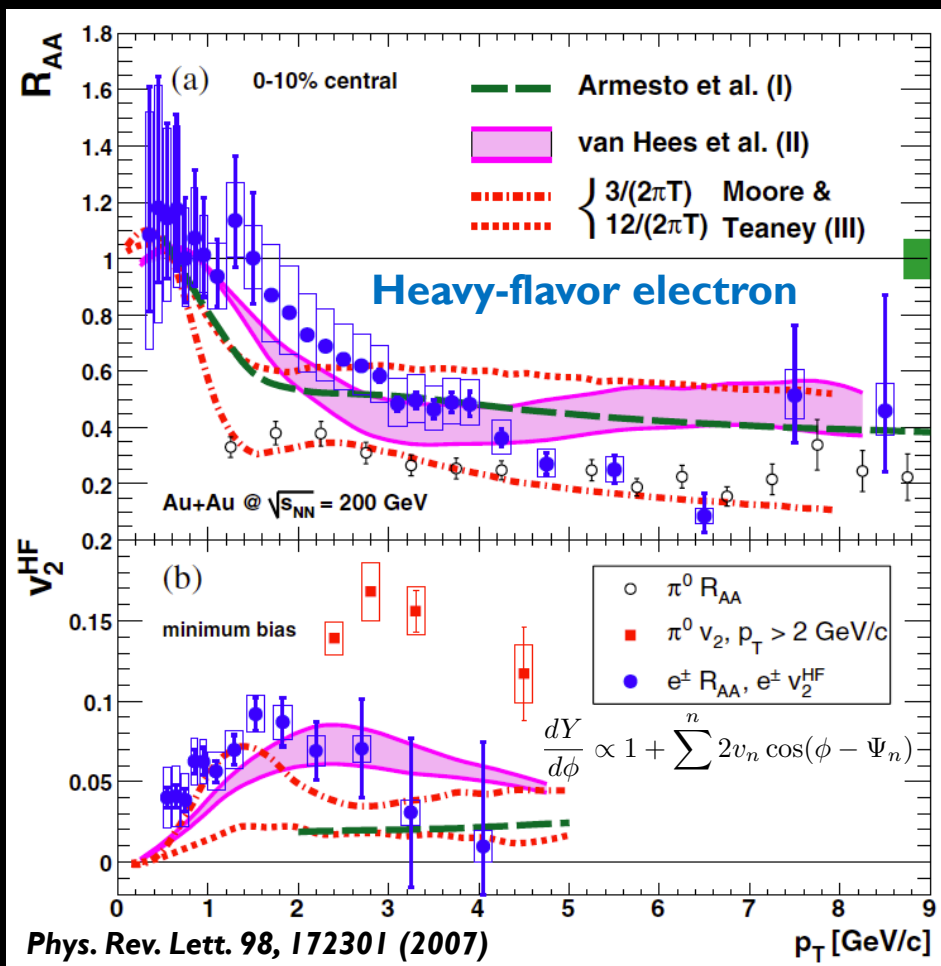 R_AA
1.8
1.6
1.4
1.2
1
0.8
0.6
0.4
0.2
(a) 0-10% central
Armesto et al. (I)
van Hees et al. (II)
{ 3/(2πT) Moore &
12/(2πT) Teaney (III)
Heavy-flavor electron
Au+Au @ √s_NN = 200 GeV
v_2^HF
0.2
0.15
0.1
0.05
0
(b)
minimum bias
π⁰ R_AA
π⁰ v_2, p_T > 2 GeV/c
e± R_AA, e± v_2^HF
dY/dφ ∝ 1 + ∑^n 2v_n cos(φ − Ψ_n)
0 1 2 3 4 5 6 7 8 9
Phys. Rev. Lett. 98, 172301 (2007)
p_T [GeV/c]